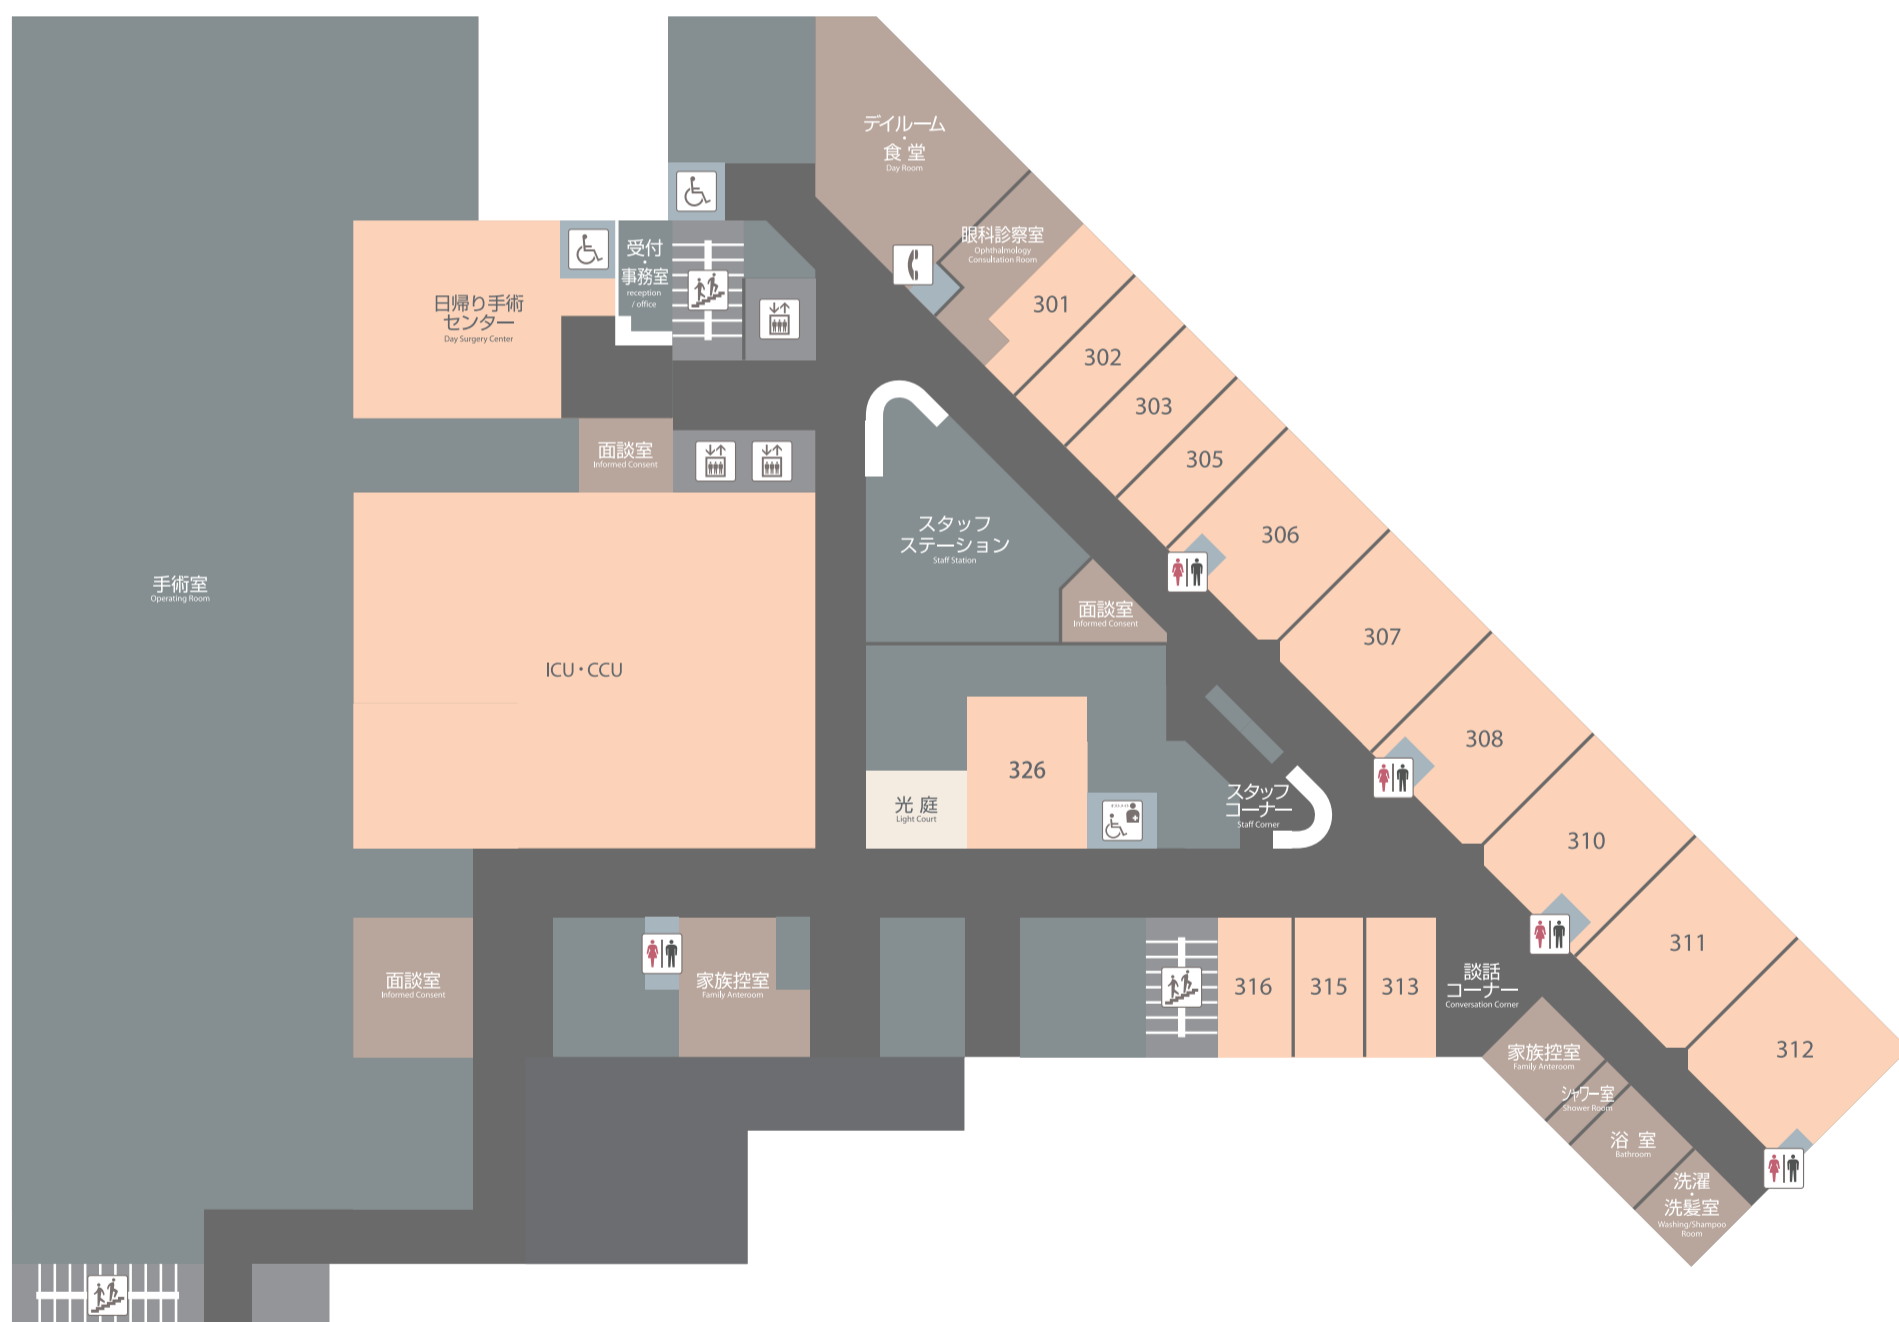 デイルーム
・
食 堂
Day Room
眼科診察室
Ophthalmology
Consultation Room
受付
・
事務室
reception
/ office
日帰り手術
センター
Day Surgery Center
301
302
303
305
306
307
308
310
311
312
面談室
Informed Consent
スタッフ
ステーション
Staff Station
面談室
Informed Consent
手術室
Operating Room
ICU・CCU
326
光 庭
Light Court
オストメイト
スタッフ
コーナー
Staff Corner
面談室
Informed Consent
家族控室
Family Anteroom
316
315
313
談話
コーナー
Conversation Corner
家族控室
Family Anteroom
シャワー室
Shower Room
浴 室
Bathroom
洗濯
・
洗髪室
Washing/Shampoo
Room